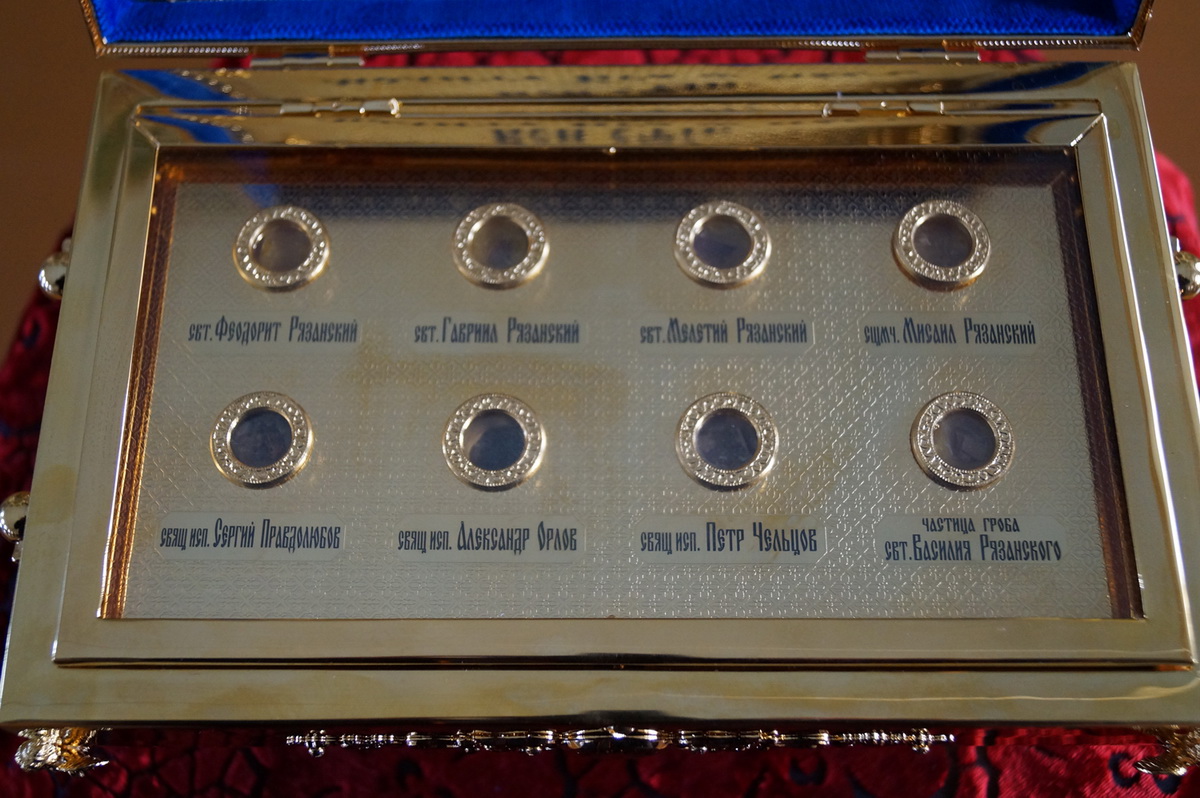 свт. Феодорит Рязанский
свт. Гавриил Рязанский
свт. Мелетий Рязанский
сщмч. Мисаил Рязанский
свящ исп. Сергий Правдолюбов
свящ исп. Александр Орлов
свящ исп. Петр Чельцов
частица гроба
свт. Василия Рязанского